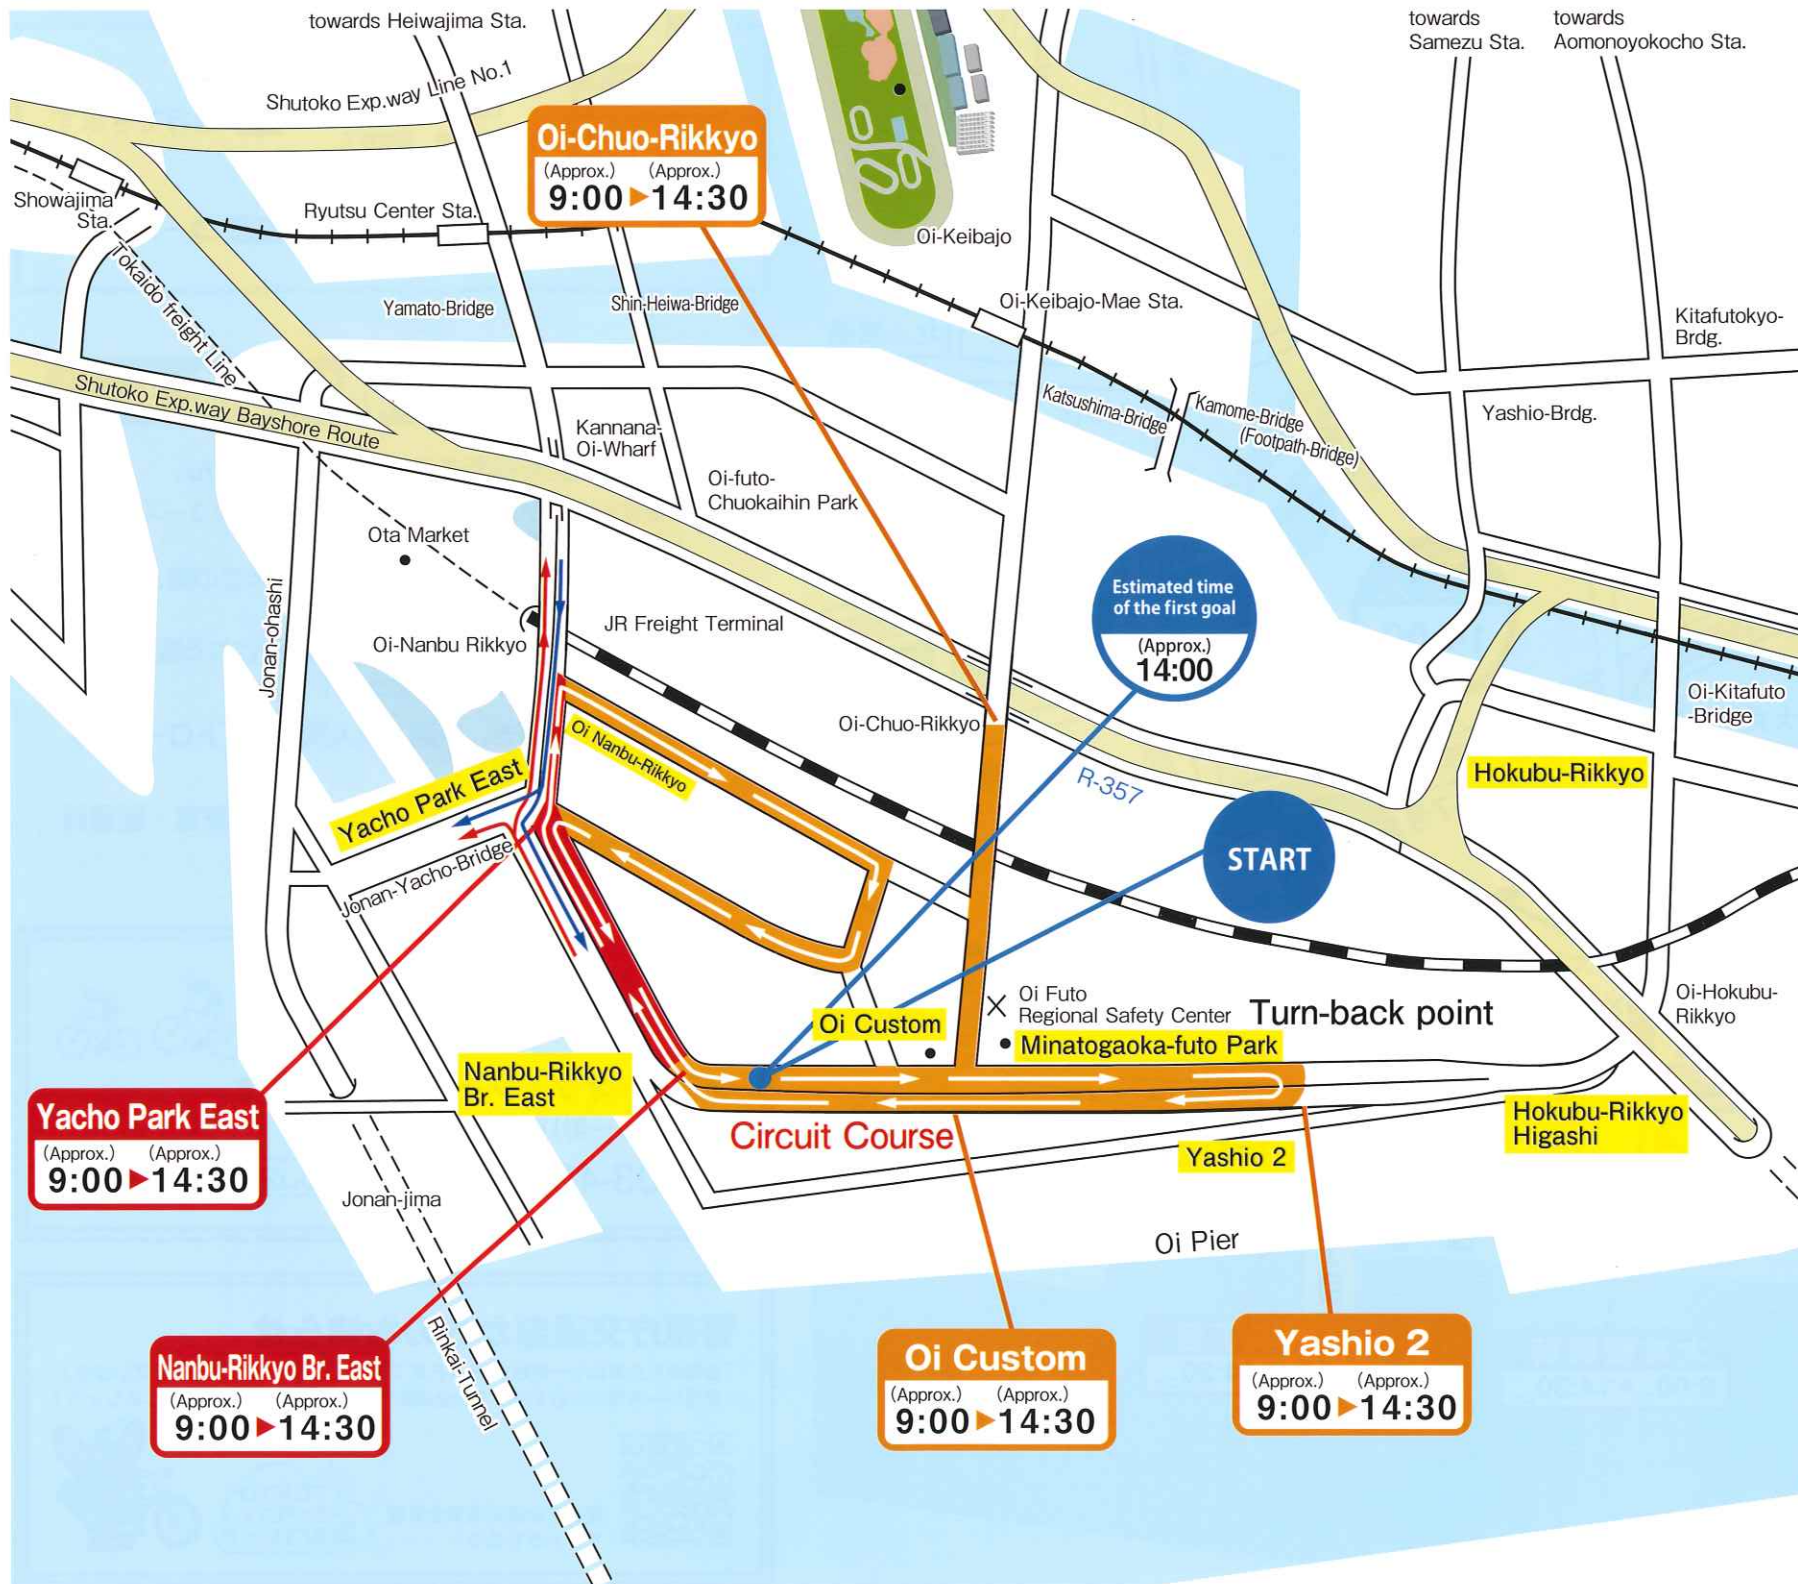 towards Heiwajima Sta.
towards
Samezu Sta.
towards
Aomonoyokocho Sta.
Shutoko Exp.way Line No.1
Oi-Chuo-Rikkyo
(Approx.) (Approx.)
9:00 ▶ 14:30
Showajima
Sta.
Ryutsu Center Sta.
Oi-Keibajo
Tokaido freight Line
Yamato-Bridge
Shin-Heiwa-Bridge
Oi-Keibajo-Mae Sta.
Kitafutokyo-
Brdg.
Shutoko Exp.way Bayshore Route
Katsushima-Bridge
Kamome-Bridge
(Footpath-Bridge)
Yashio-Brdg.
Kannana-
Oi-Wharf
Oi-futo-
Chuokaihin Park
Ota Market
Estimated time
of the first goal
(Approx.)
14:00
Jonan-ohashi
Oi-Nanbu Rikkyo
JR Freight Terminal
Oi-Kitafuto
-Bridge
Oi-Chuo-Rikkyo
Oi Nanbu-Rikkyo
Yacho Park East
R-357
Hokubu-Rikkyo
START
Jonan-Yacho-Bridge
Oi Futo
Regional Safety Center
Turn-back point
Oi-Hokubu-
Rikkyo
Oi Custom
Minatogaoka-futo Park
Nanbu-Rikkyo
Br. East
Hokubu-Rikkyo
Higashi
Yacho Park East
(Approx.) (Approx.)
9:00 ▶ 14:30
Circuit Course
Yashio 2
Jonan-jima
Oi Pier
Rinkai-Tunnel
Nanbu-Rikkyo Br. East
(Approx.) (Approx.)
9:00 ▶ 14:30
Oi Custom
(Approx.) (Approx.)
9:00 ▶ 14:30
Yashio 2
(Approx.) (Approx.)
9:00 ▶ 14:30